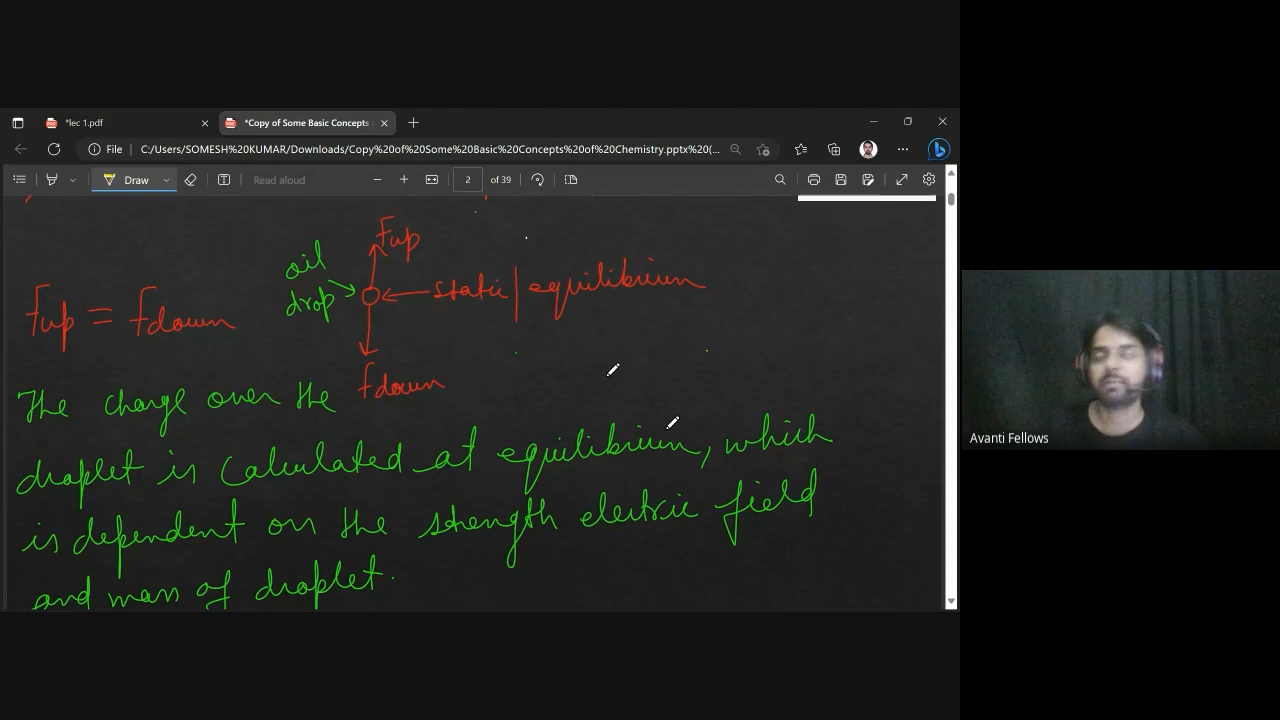 *lec 1.pdf
*Copy of Some Basic Concepts
File
C:/Users/SOMESH%20KUMAR/Downloads/Copy%20of%20Some%20Basic%20Concepts%20of%20Chemistry.pptx%20(...
Draw
Read aloud
2
of 39
Fup
oil
drop
static equilibrium
Fup = Fdown
Fdown
The charge over the
droplet is calculated at equilibrium, which
is dependent on the strength electric field
and mass of droplet.
Avanti Fellows